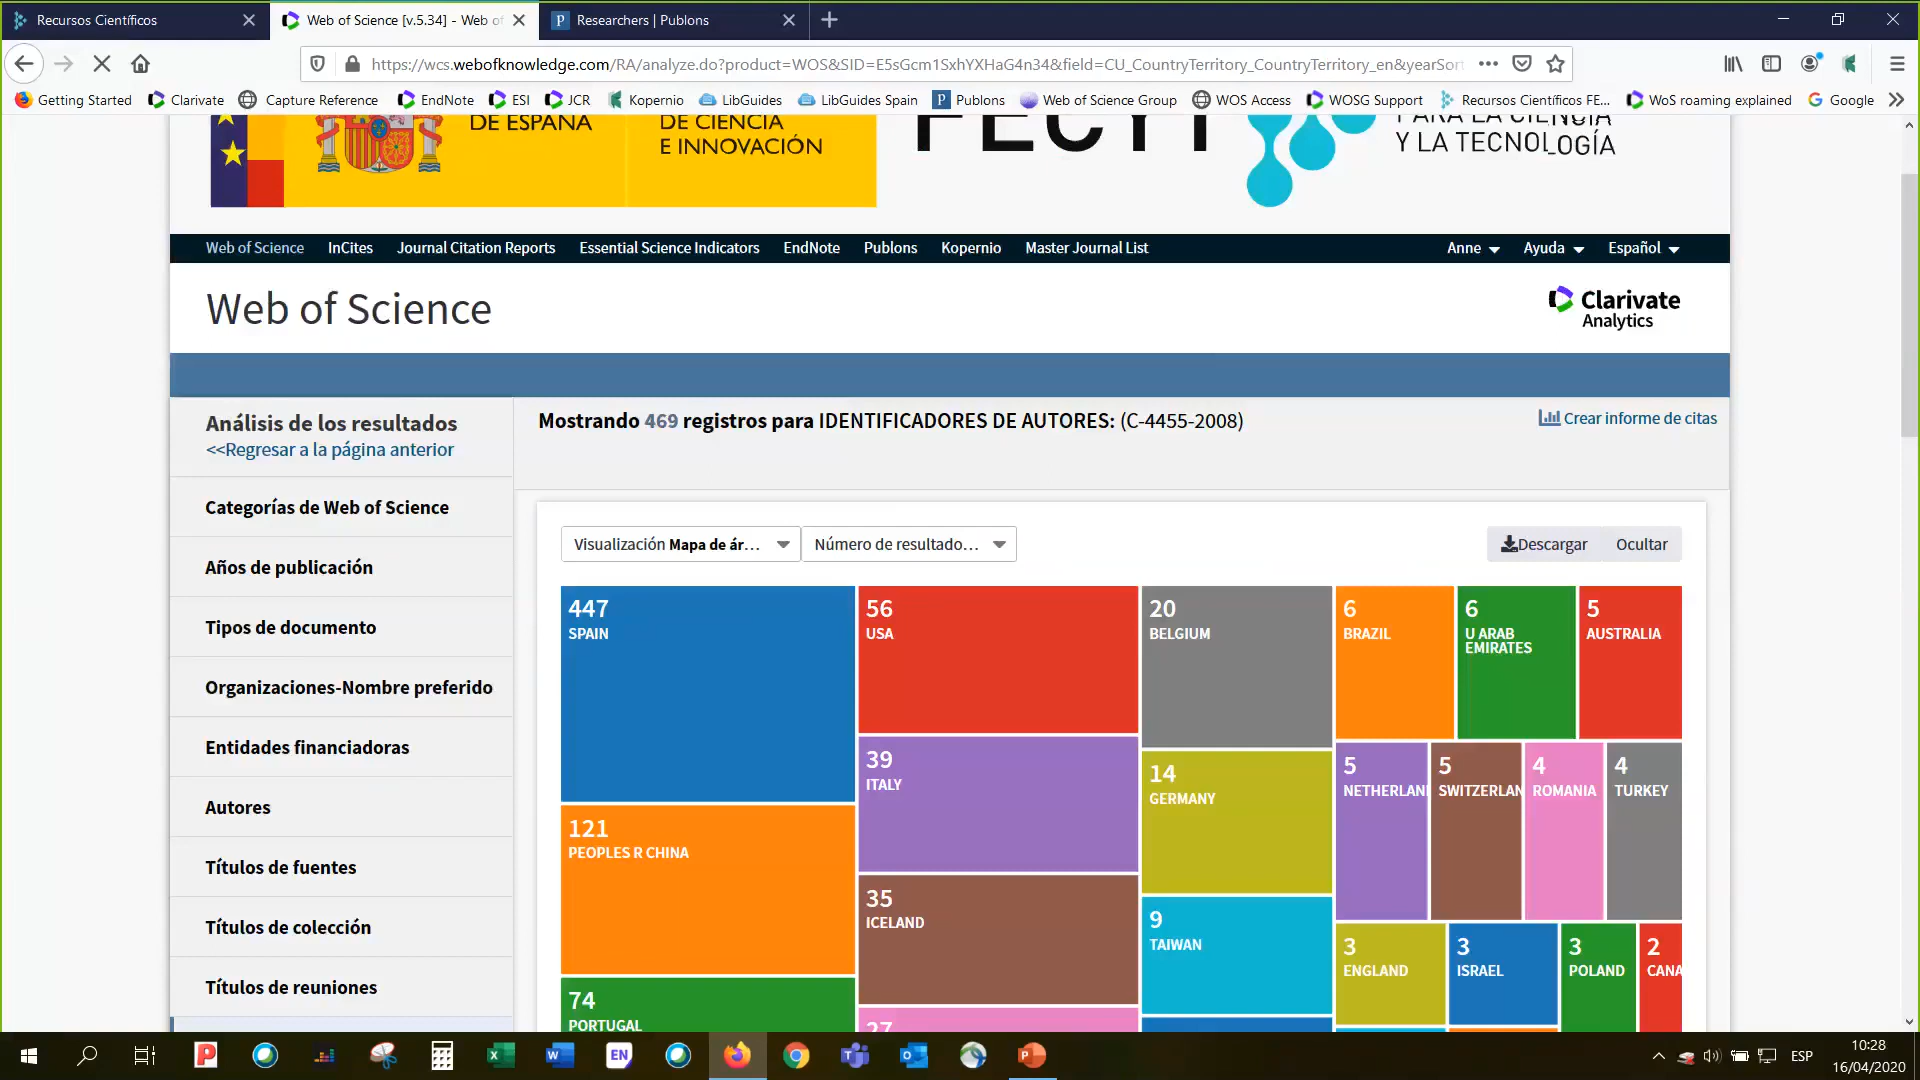 Recursos Científicos
Web of Science [v.5.34] - Web of
Researchers | Publons
https://wcs.webofknowledge.com/RA/analyze.do?product=WOS&SID=E5sGcm1SxhYXHaG4n34&field=CU_CountryTerritory_CountryTerritory_en&yearSort
Getting Started Clarivate Capture Reference EndNote ESI JCR Kopernio LibGuides LibGuides Spain Publons Web of Science Group WOS Access WOSG Support Recursos Científicos FE... WoS roaming explained Google
DE ESPAÑA
DE CIENCIA
E INNOVACIÓN
FECYT
PARA LA CIENCIA
Y LA TECNOLOGÍA
Web of Science InCites Journal Citation Reports Essential Science Indicators EndNote Publons Kopernio Master Journal List Anne Ayuda Español
Web of Science
Clarivate
Analytics
Análisis de los resultados
<<Regresar a la página anterior
Mostrando 469 registros para IDENTIFICADORES DE AUTORES: (C-4455-2008)
Crear informe de citas
Categorías de Web of Science
Años de publicación
Tipos de documento
Organizaciones-Nombre preferido
Entidades financiadoras
Autores
Títulos de fuentes
Títulos de colección
Títulos de reuniones
Visualización Mapa de ár...
Número de resultado...
Descargar
Ocultar
447
SPAIN
121
PEOPLES R CHINA
74
PORTUGAL
56
USA
39
ITALY
35
ICELAND
27
20
BELGIUM
14
GERMANY
9
TAIWAN
6
BRAZIL
6
U ARAB
EMIRATES
5
AUSTRALIA
5
NETHERLAN
5
SWITZERLAN
4
ROMANIA
4
TURKEY
3
ENGLAND
3
ISRAEL
3
POLAND
2
CANA
EN
ESP
10:28
16/04/2020